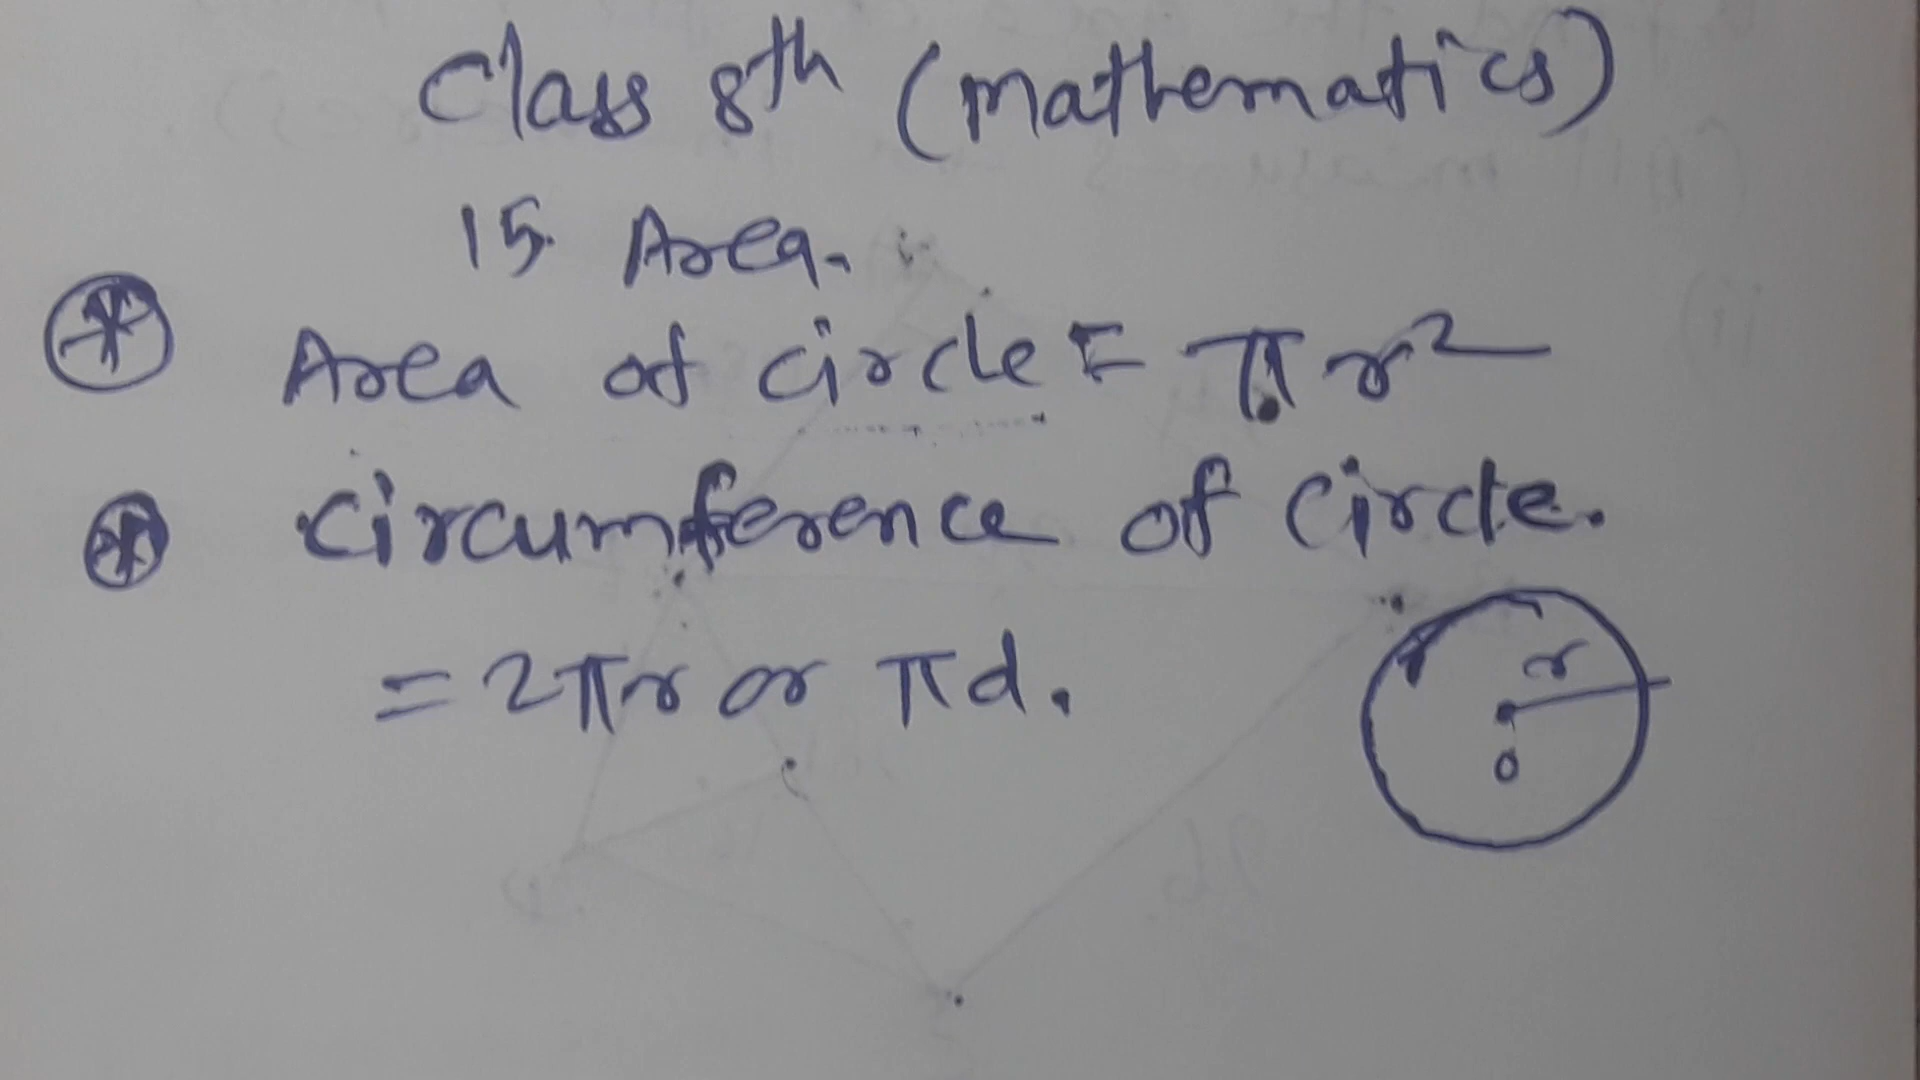 Class 8th (Mathematics)
15. Area.
* Area of circle = πr²
* Circumference of Circle.
= 2πr or πd.
r
o